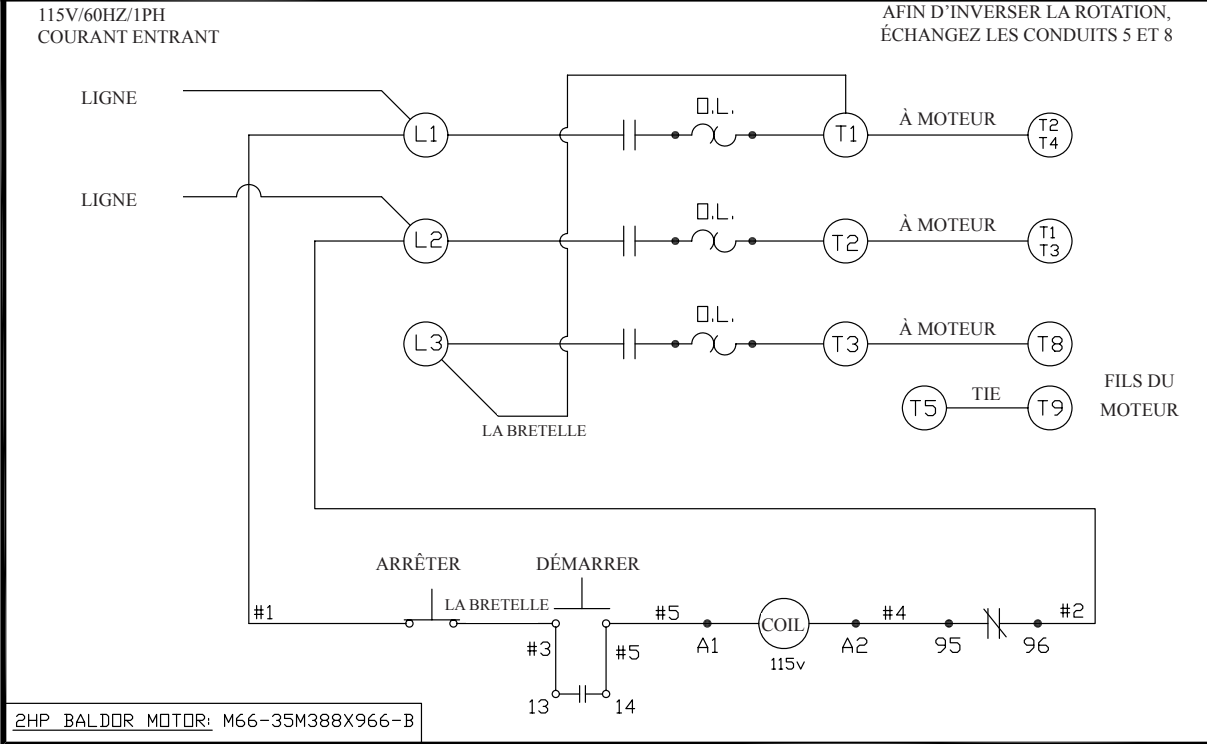 115V/60HZ/1PH
COURANT ENTRANT
AFIN D'INVERSER LA ROTATION,
ÉCHANGEZ LES CONDUITS 5 ET 8
LIGNE
L1
O.L.
T1
À MOTEUR
T2
T4
LIGNE
L2
O.L.
T2
À MOTEUR
T1
T3
L3
O.L.
T3
À MOTEUR
T8
LA BRETELLE
T5
TIE
T9
FILS DU
MOTEUR
ARRÊTER
DÉMARRER
#1
LA BRETELLE
#3
#5
#5
13
14
A1
COIL
115v
A2
#4
95
96
#2
2HP BALDOR MOTOR: M66-35M388X966-B